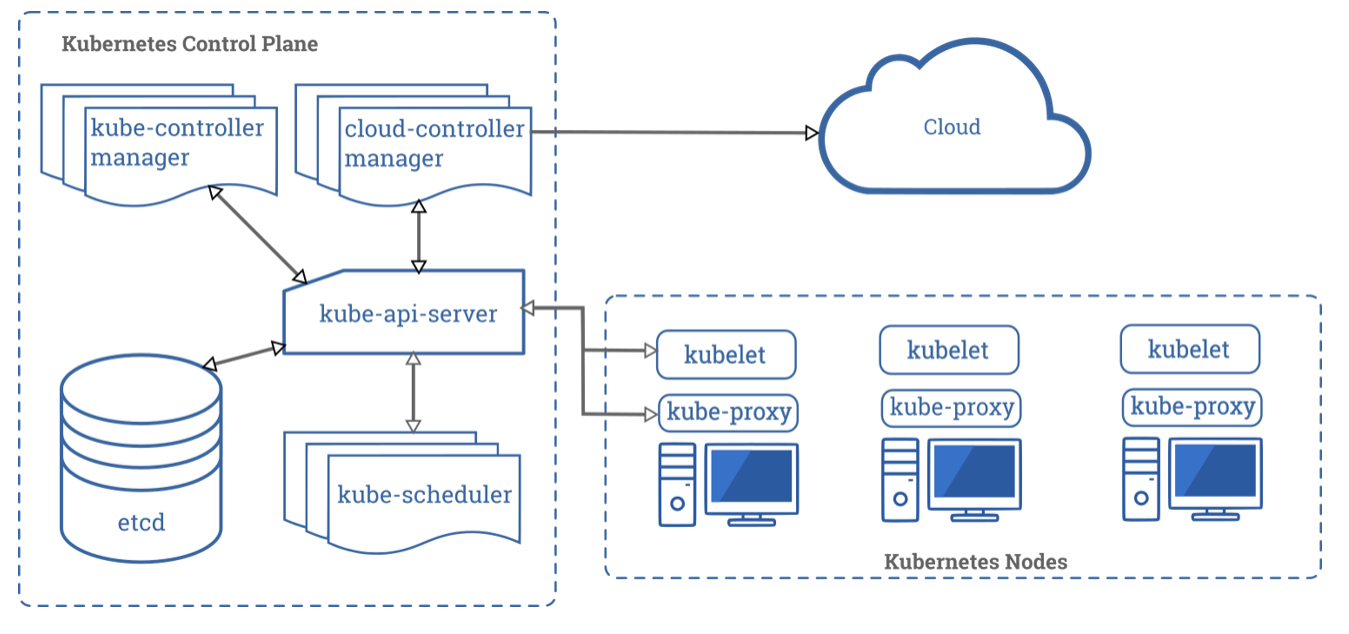 Kubernetes Control Plane
kube-controller
manager
cloud-controller
manager
Cloud
kube-api-server
kubelet
kubelet
kubelet
kube-proxy
kube-proxy
kube-proxy
kube-scheduler
etcd
Kubernetes Nodes